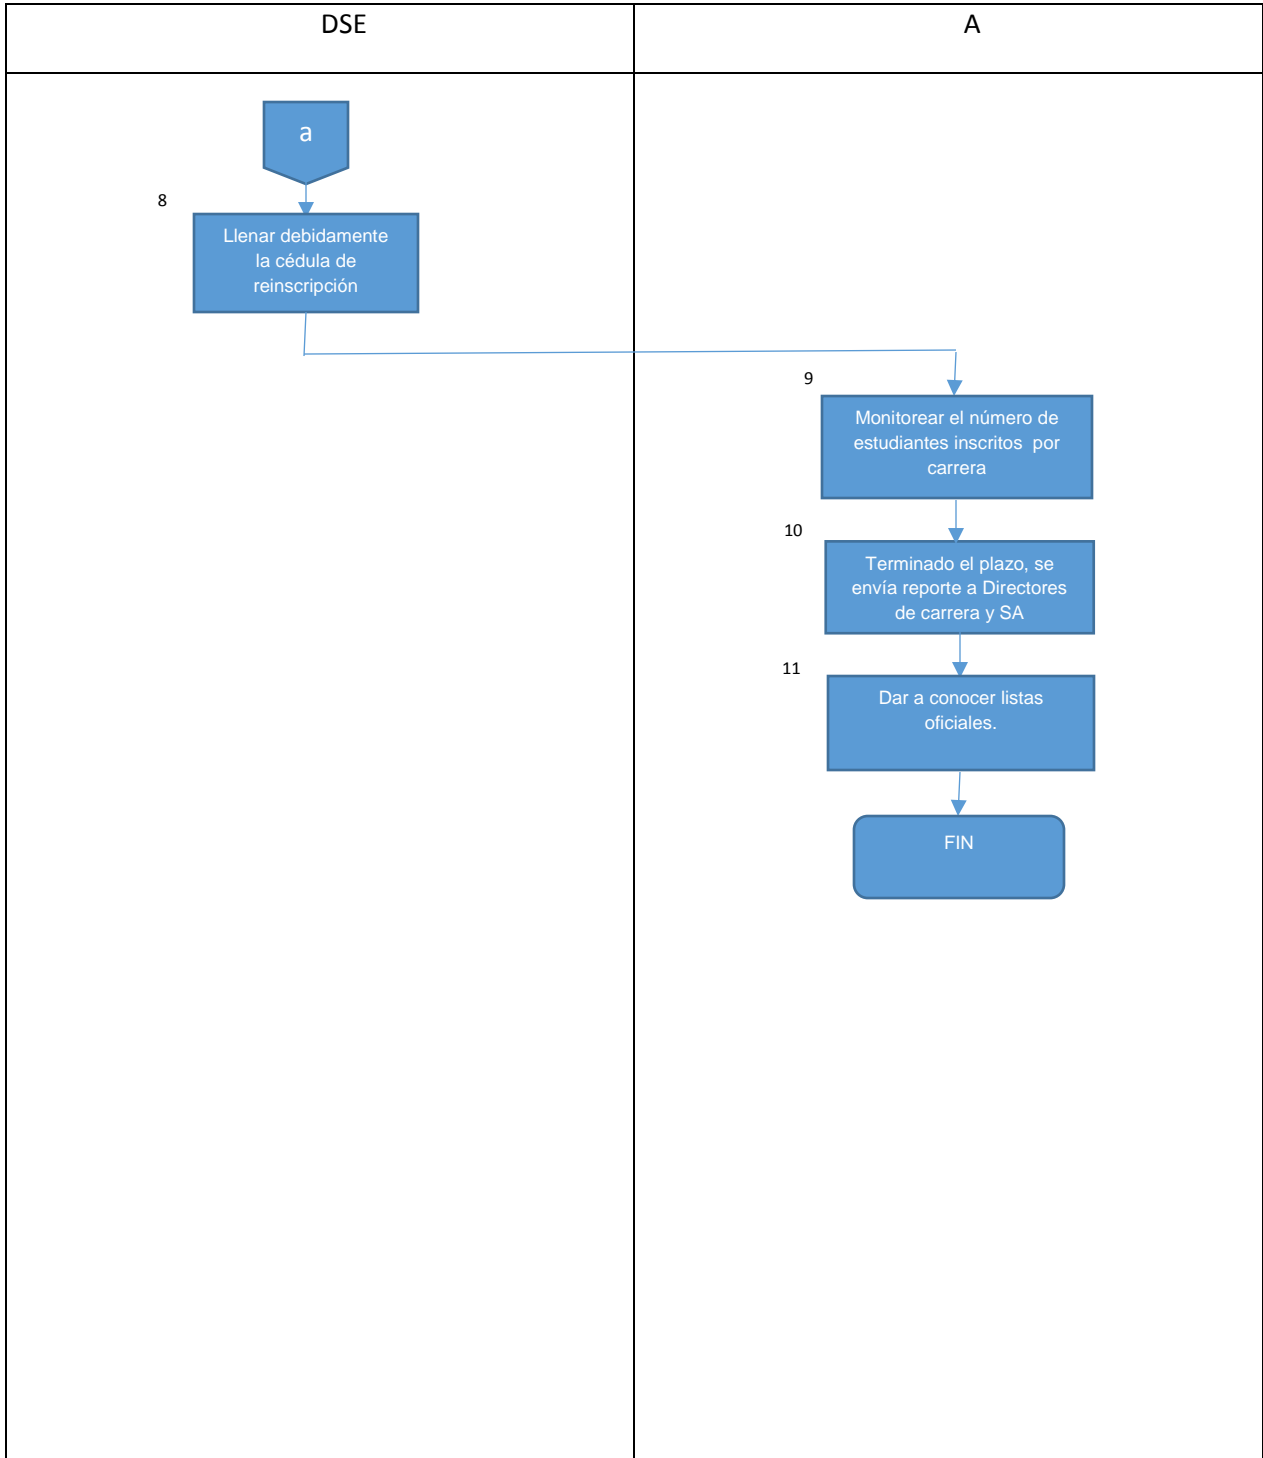 DSE
A
a
8
Llenar debidamente
la cédula de
reinscripción
9
Monitorear el número de
estudiantes inscritos  por
carrera
10
Terminado el plazo, se
envía reporte a Directores
de carrera y SA
11
Dar a conocer listas
oficiales.
FIN